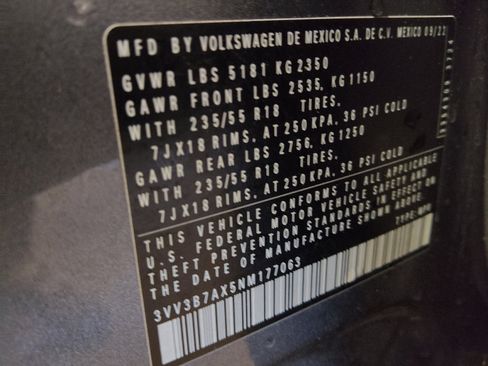 MFD BY VOLKSWAGEN DE MEXICO S.A. DE C.V. MEXICO 09/22
GVWR LBS 5181 KG 2350
GAWR FRONT LBS 2535, KG 1150
WITH 235/55 R18 TIRES,
7JX18 RIMS, AT 250 KPA, 36 PSI COLD
GAWR REAR LBS 2756, KG 1250
WITH 235/55 R18 TIRES,
7JX18 RIMS, AT 250 KPA, 36 PSI COLD
THIS VEHICLE CONFORMS TO ALL APPLICABLE
U.S. FEDERAL MOTOR VEHICLE SAFETY AND
THEFT PREVENTION STANDARDS IN EFFECT ON
THE DATE OF MANUFACTURE SHOWN ABOVE
3VV3B7AX5NM177063
TYPE:MPV